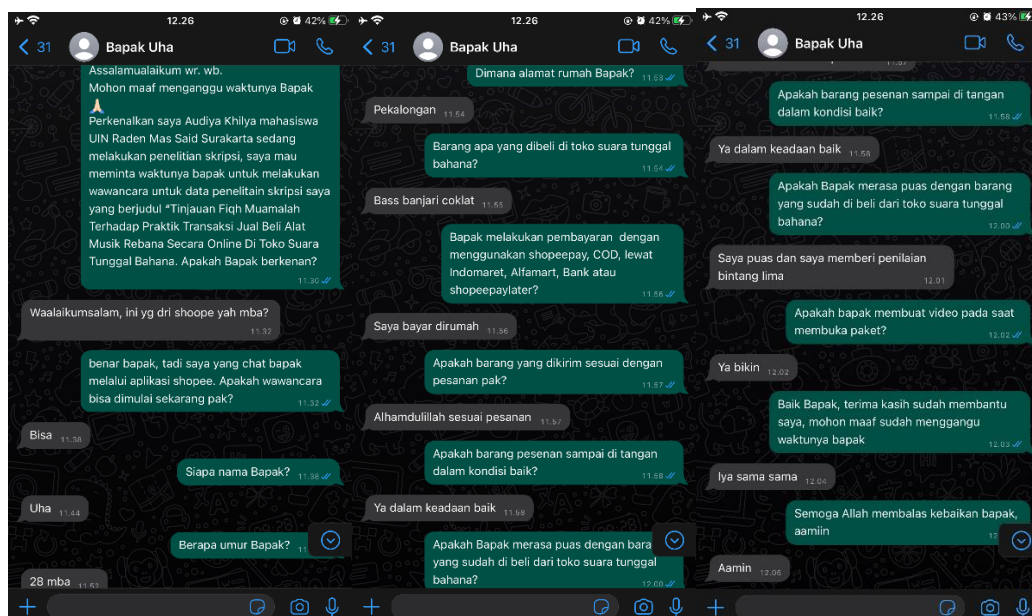 12.26
42%
31
Bapak Uha
Assalamualaikum wr. wb.
Mohon maaf menganggu waktunya Bapak
🙏🏻
Perkenalkan saya Audiya Khilya mahasiswa
UIN Raden Mas Said Surakarta sedang
melakukan penelitian skripsi, saya mau
meminta waktunya bapak untuk melakukan
wawancara untuk data penelitain skripsi saya
yang berjudul “Tinjauan Fiqh Muamalah
Terhadap Praktik Transaksi Jual Beli Alat
Musik Rebana Secara Online Di Toko Suara
Tunggal Bahana. Apakah Bapak berkenan?
11.30
Waalaikumsalam, ini yg dri shoope yah mba?
11.32
benar bapak, tadi saya yang chat bapak
melalui aplikasi shopee. Apakah wawancara
bisa dimulai sekarang pak?
11.32
Bisa 11.38
Siapa nama Bapak? 11.38
Uha 11.44
Berapa umur Bapak?
28 mba 11.52
12.26
42%
31
Bapak Uha
Dimana alamat rumah Bapak? 11.53
Pekalongan 11.54
Barang apa yang dibeli di toko suara tunggal
bahana? 11.54
Bass banjari coklat 11.55
Bapak melakukan pembayaran dengan
menggunakan shopeepay, COD, lewat
Indomaret, Alfamart, Bank atau
shopeepaylater? 11.56
Saya bayar dirumah 11.56
Apakah barang yang dikirim sesuai dengan
pesanan pak? 11.57
Alhamdulillah sesuai pesanan 11.57
Apakah barang pesenan sampai di tangan
dalam kondisi baik? 11.58
Ya dalam keadaan baik 11.58
Apakah Bapak merasa puas dengan bara
yang sudah di beli dari toko suara tunggal
bahana? 12.00
12.26
43%
31
Bapak Uha
11.57
Apakah barang pesenan sampai di tangan
dalam kondisi baik? 11.58
Ya dalam keadaan baik 11.58
Apakah Bapak merasa puas dengan barang
yang sudah di beli dari toko suara tunggal
bahana? 12.00
Saya puas dan saya memberi penilaian
bintang lima 12.01
Apakah bapak membuat video pada saat
membuka paket? 12.02
Ya bikin 12.02
Baik Bapak, terima kasih sudah membantu
saya, mohon maaf sudah menggangu
waktunya bapak 12.03
Iya sama sama 12.04
Semoga Allah membalas kebaikan bapak,
aamiin
Aamin 12.06